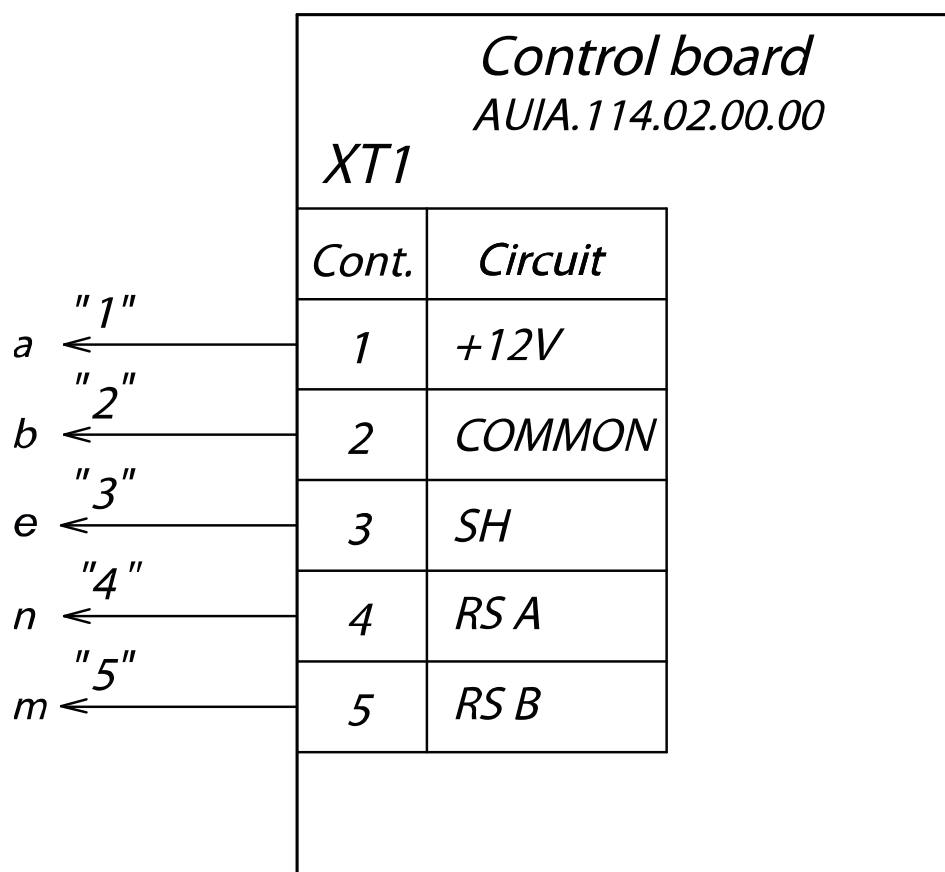 Control board
AUIA.114.02.00.00
XT1
Cont. Circuit
a "1" 1 +12V
b "2" 2 COMMON
e "3" 3 SH
n "4" 4 RS A
m "5" 5 RS B